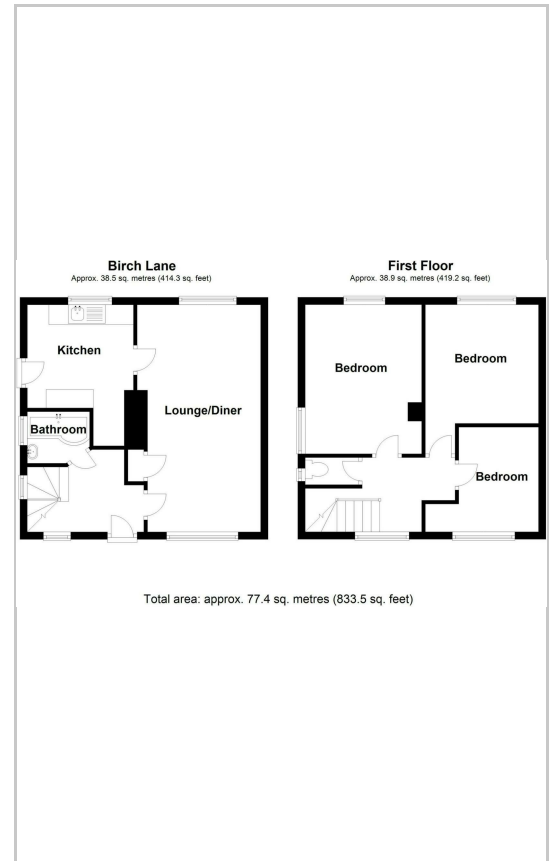 Birch Lane
Approx. 38.5 sq. metres (414.3 sq. feet)
Kitchen
Lounge/Diner
Bathroom
First Floor
Approx. 38.9 sq. metres (419.2 sq. feet)
Bedroom
Bedroom
Bedroom
Total area: approx. 77.4 sq. metres (833.5 sq. feet)